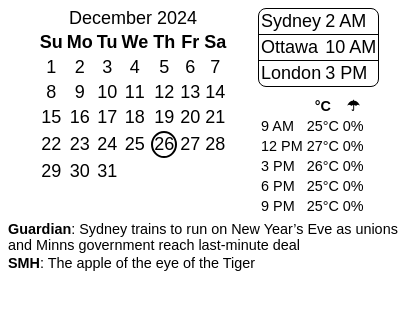 December 2024
Su Mo Tu We Th Fr Sa
1 2 3 4 5 6 7
8 9 10 11 12 13 14
15 16 17 18 19 20 21
22 23 24 25 26 27 28
29 30 31
Sydney 2 AM
Ottawa 10 AM
London 3 PM
°C ☂
9 AM 25°C 0%
12 PM 27°C 0%
3 PM 26°C 0%
6 PM 25°C 0%
9 PM 25°C 0%
Guardian: Sydney trains to run on New Year’s Eve as unions
and Minns government reach last-minute deal
SMH: The apple of the eye of the Tiger